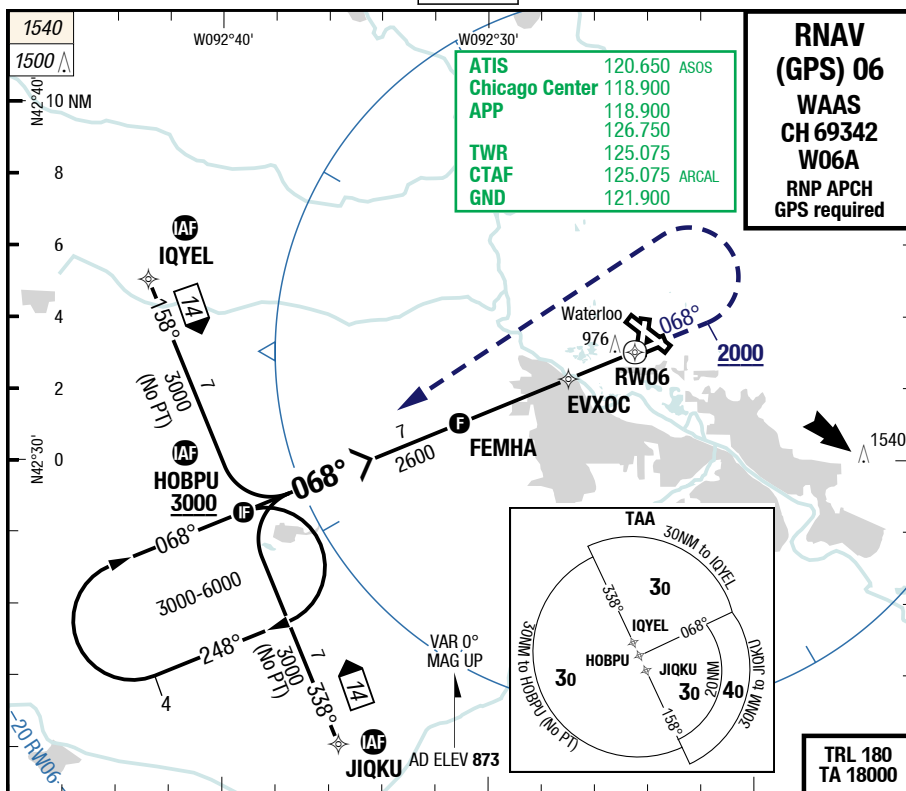 1540
1500
W092°40'
W092°30'
N42°40'
10 NM
8
6
4
2
0
N42°30'
ATIS 120.650 ASOS
Chicago Center 118.900
APP 118.900
126.750
TWR 125.075
CTAF 125.075 ARCAL
GND 121.900
RNAV
(GPS) 06
WAAS
CH 69342
W06A
RNP APCH
GPS required
IAF
IQYEL
14
158°
7
3000
(No PT)
IAF
HOBPU
3000
IF
068°
068°
7
2600
F
FEMHA
EVXOC
RW06
Waterloo
976
068°
2000
1540
3000-6000
248°
4
7
3000
(No PT)
338°
14
IAF
JIQKU
VAR 0°
MAG UP
AD ELEV 873
20 RW06
TAA
30NM to IQYEL
30
338°
IQYEL
068°
HOBPU
JIQKU
30
30
20NM
40
158°
30NM to HOBPU (No PT)
30NM to JIQKU
TRL 180
TA 18000